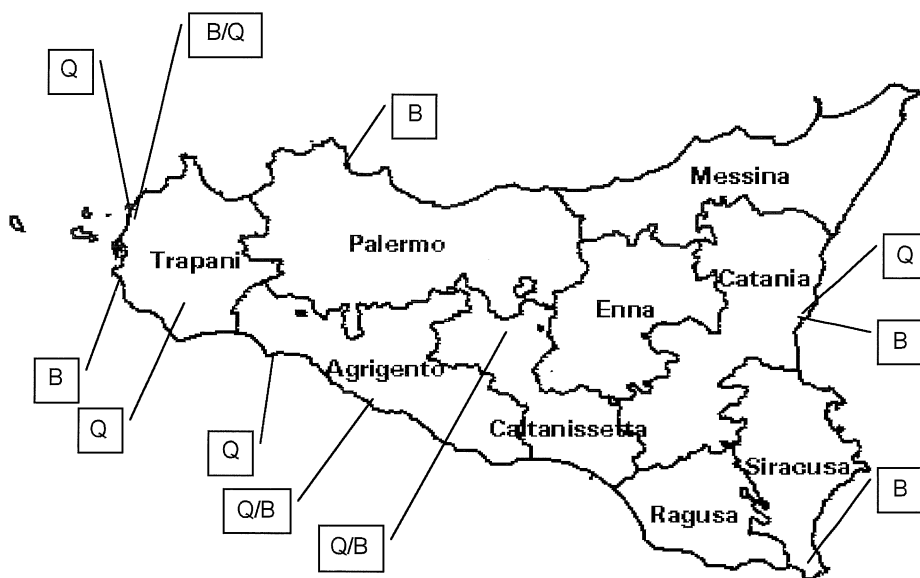 B/Q
Q
B
Messina
Palermo
Trapani
Q
Catania
Enna
B
Agrigento
B
Q
Caltanissetta
Q
Siracusa
B
Q/B
Ragusa
Q/B